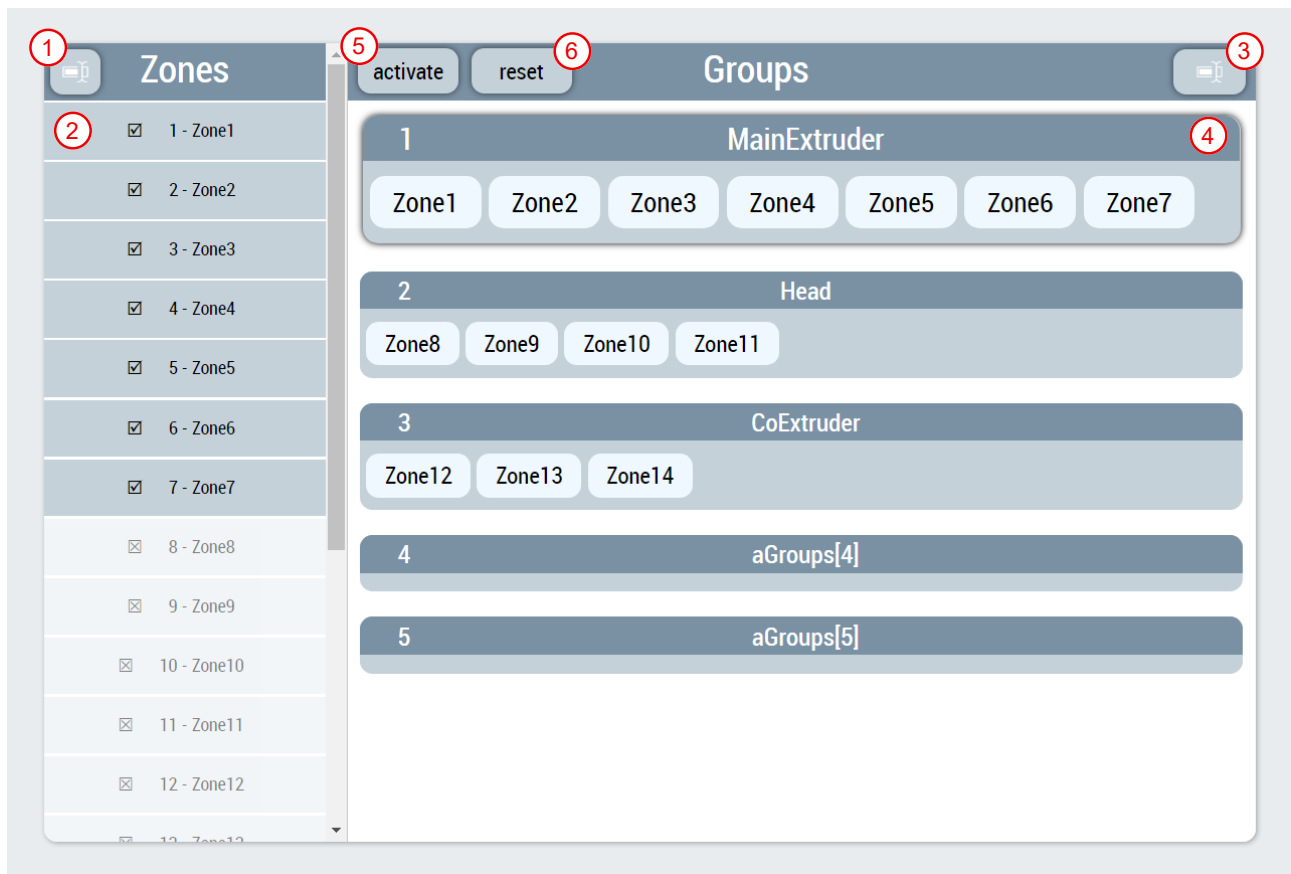 1
Zones
5
activate
reset
6
Groups
3
2
1 - Zone1
2 - Zone2
3 - Zone3
4 - Zone4
5 - Zone5
6 - Zone6
7 - Zone7
8 - Zone8
9 - Zone9
10 - Zone10
11 - Zone11
12 - Zone12
1 MainExtruder
4
Zone1 Zone2 Zone3 Zone4 Zone5 Zone6 Zone7
2 Head
Zone8 Zone9 Zone10 Zone11
3 CoExtruder
Zone12 Zone13 Zone14
4 aGroups[4]
5 aGroups[5]